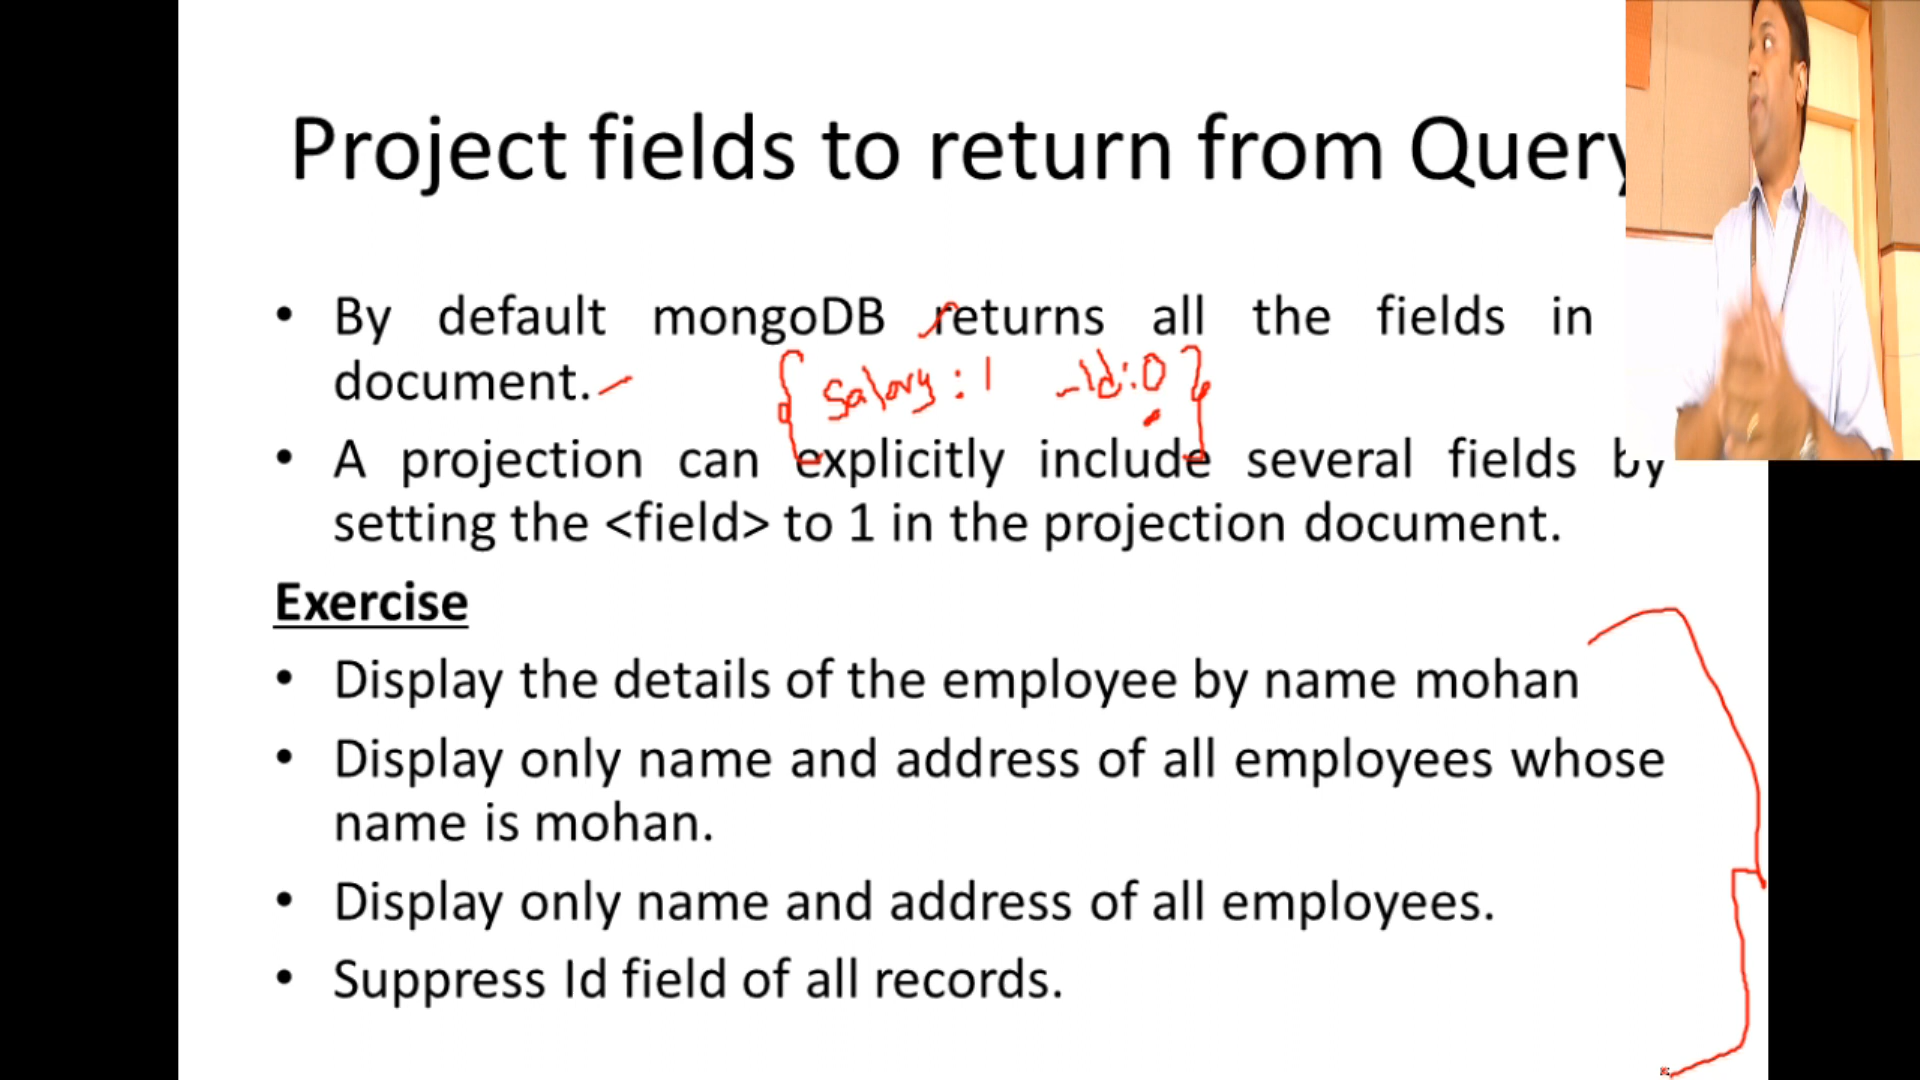 Project fields to return from Query
• By default mongoDB returns all the fields in
document.
{ Salary : 1 _Id:0 }
• A projection can explicitly include several fields by
setting the <field> to 1 in the projection document.
Exercise
• Display the details of the employee by name mohan
• Display only name and address of all employees whose
name is mohan.
• Display only name and address of all employees.
• Suppress Id field of all records.